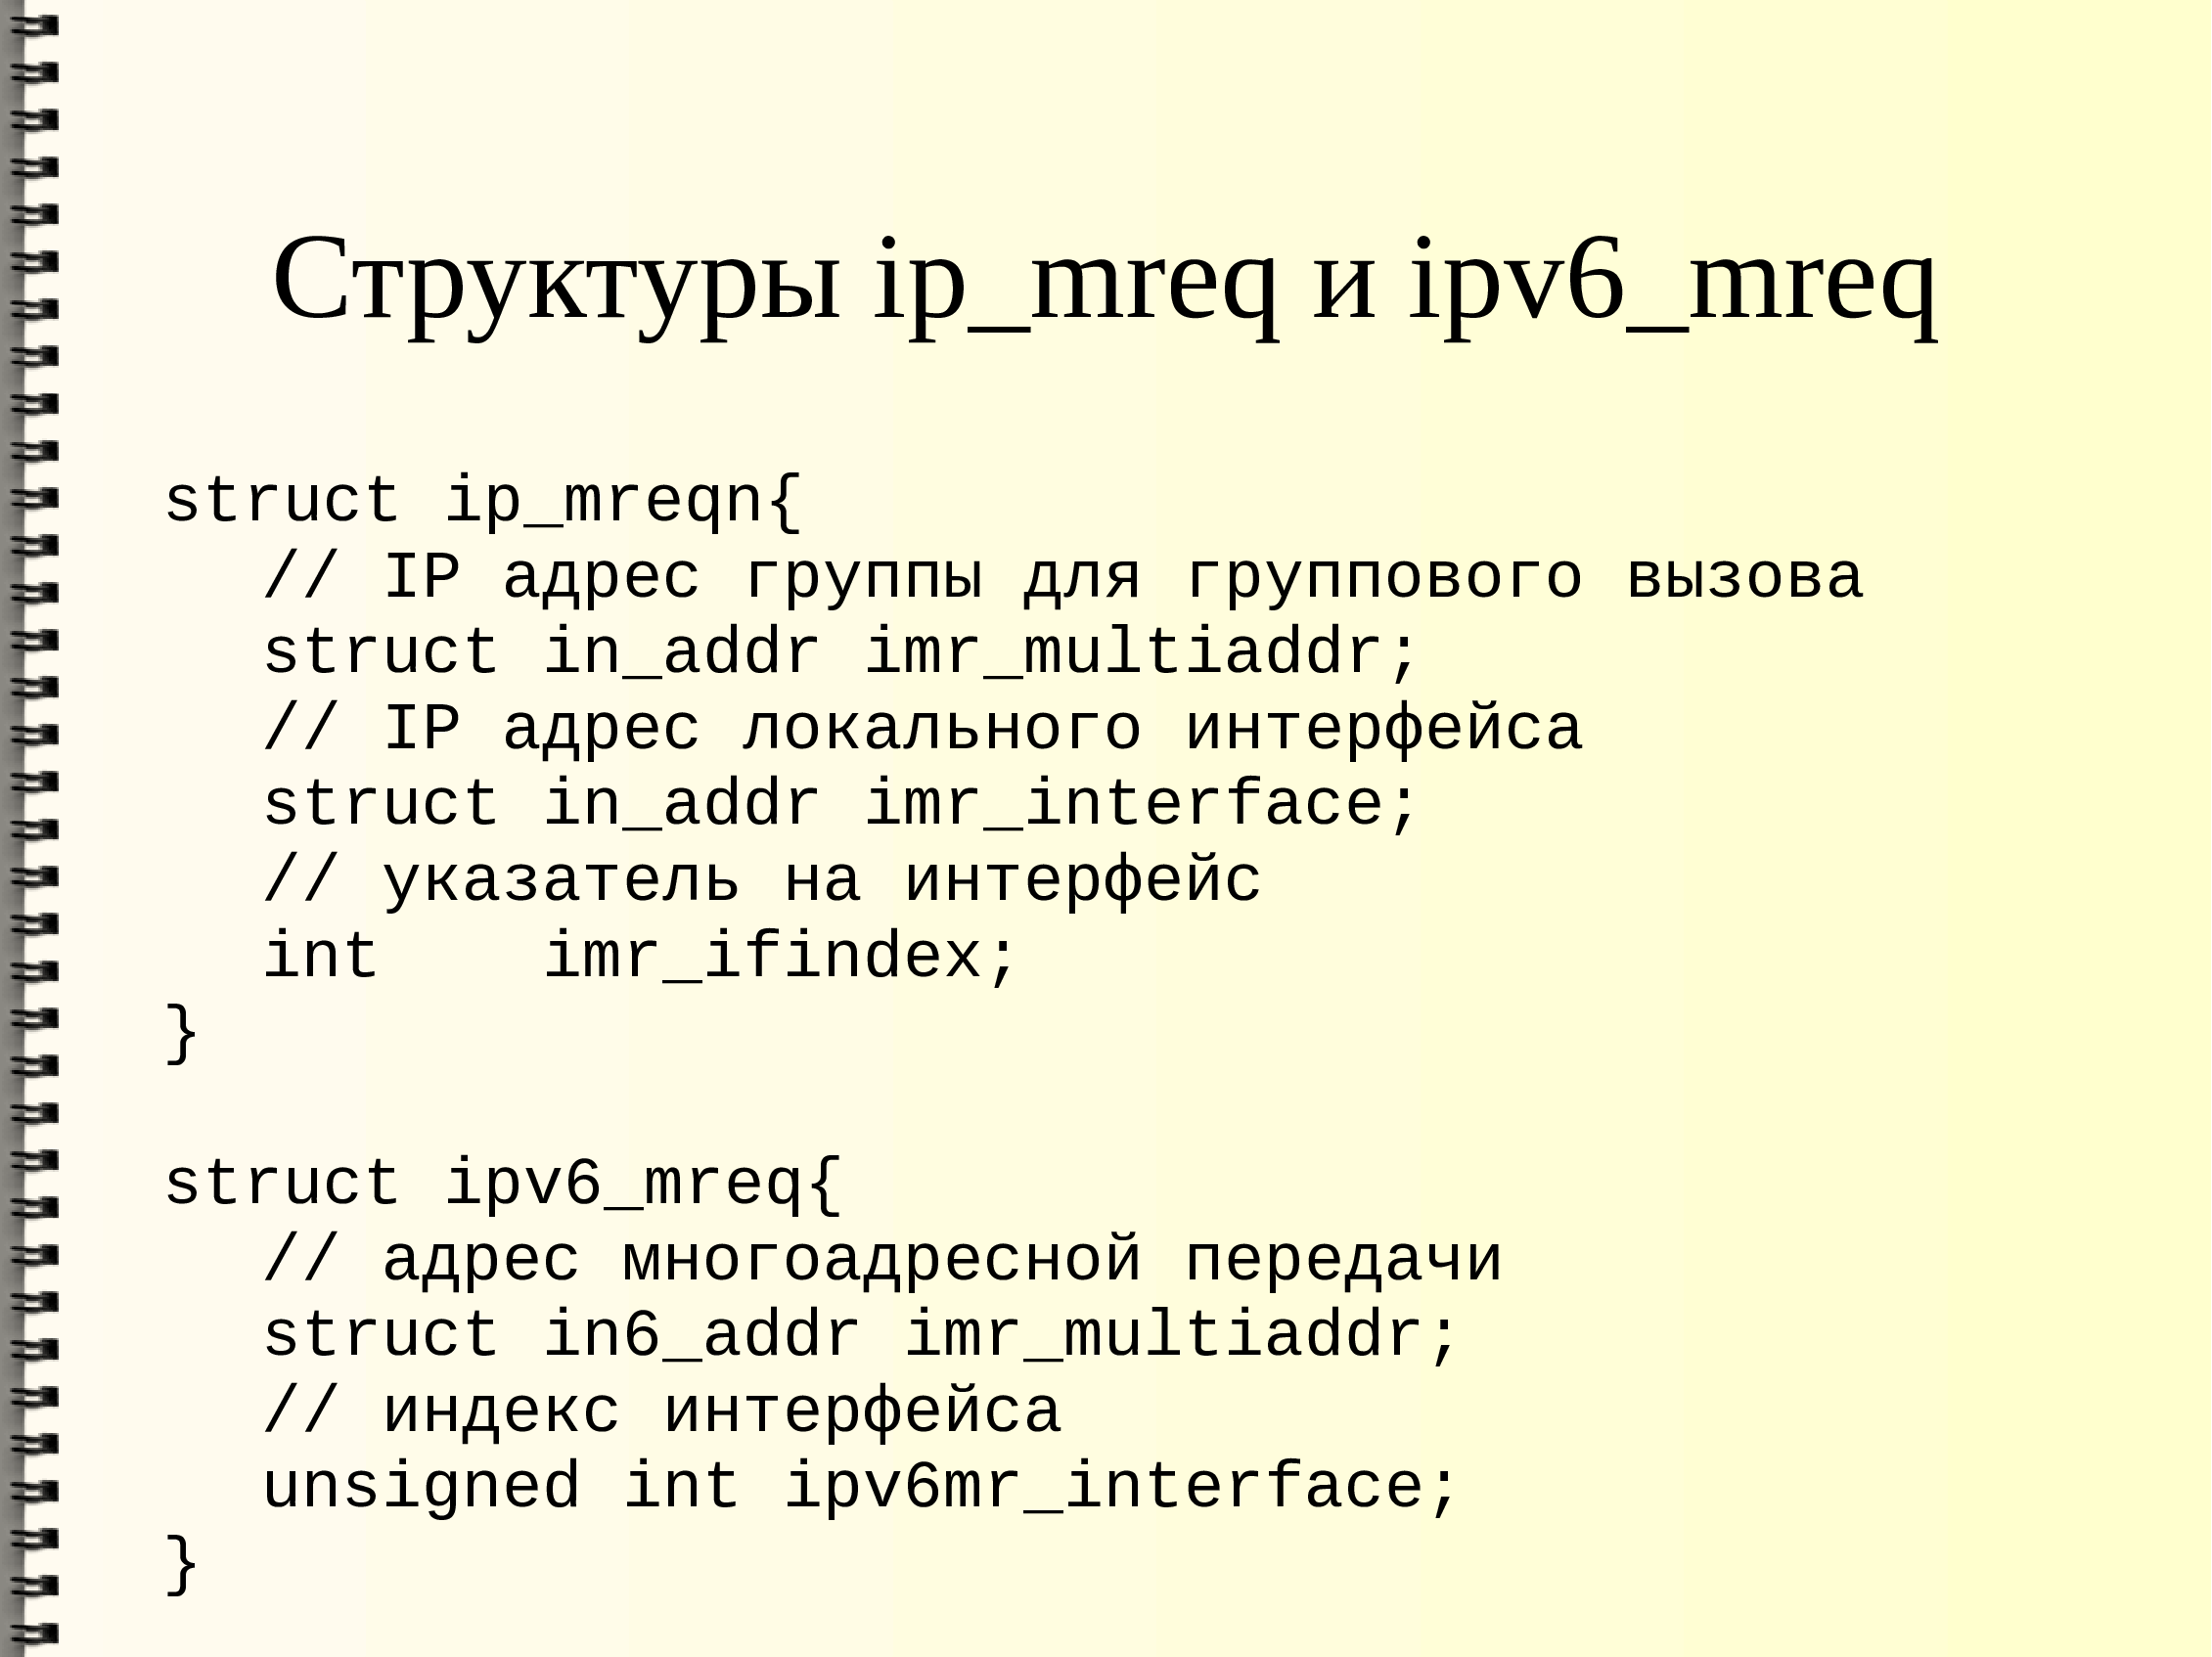 Структуры ip_mreq и ipv6_mreq
struct ip_mreqn{
// IP адрес группы для группового вызова
struct in_addr imr_multiaddr;
// IP адрес локального интерфейса
struct in_addr imr_interface;
// указатель на интерфейс
int    imr_ifindex;
}
struct ipv6_mreq{
// адрес многоадресной передачи
struct in6_addr imr_multiaddr;
// индекс интерфейса
unsigned int ipv6mr_interface;
}